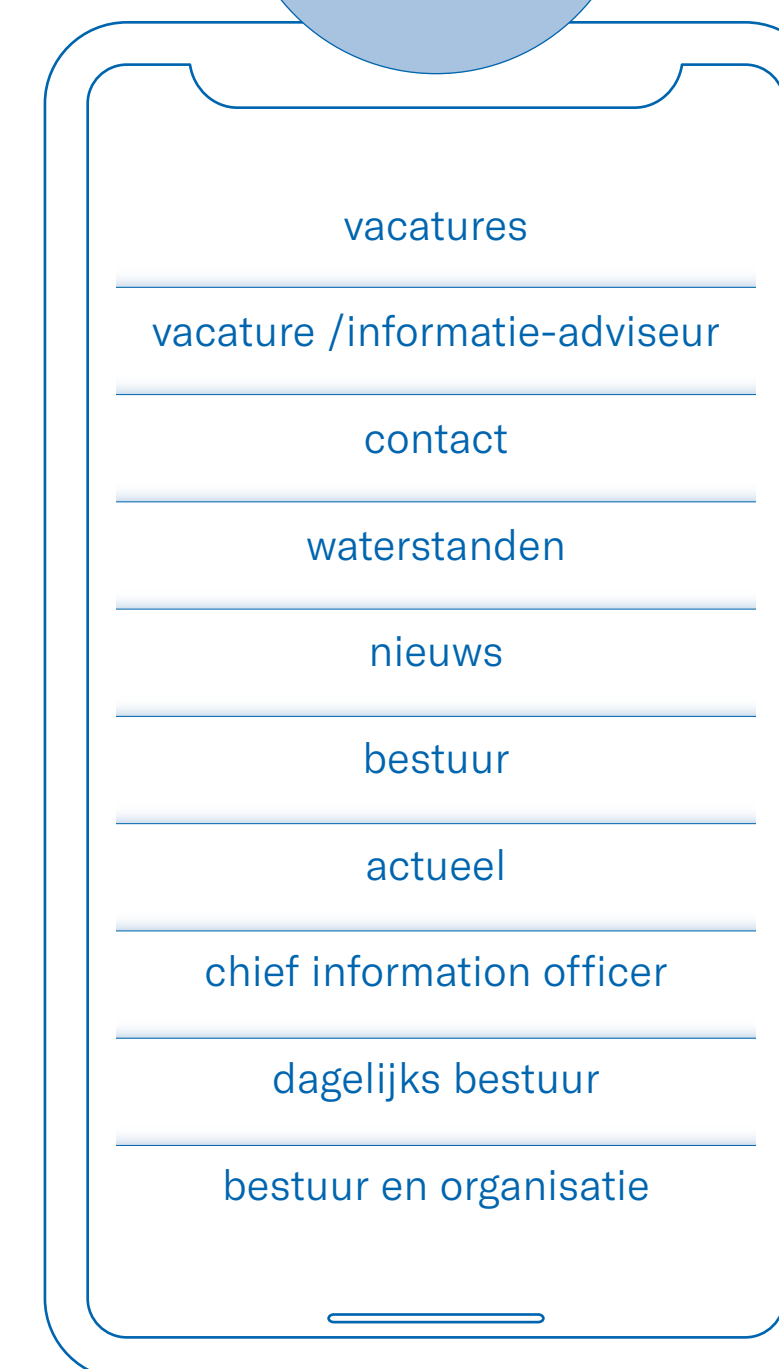 vacatures
vacature /informatie-adviseur
contact
waterstanden
nieuws
bestuur
actueel
chief information officer
dagelijks bestuur
bestuur en organisatie